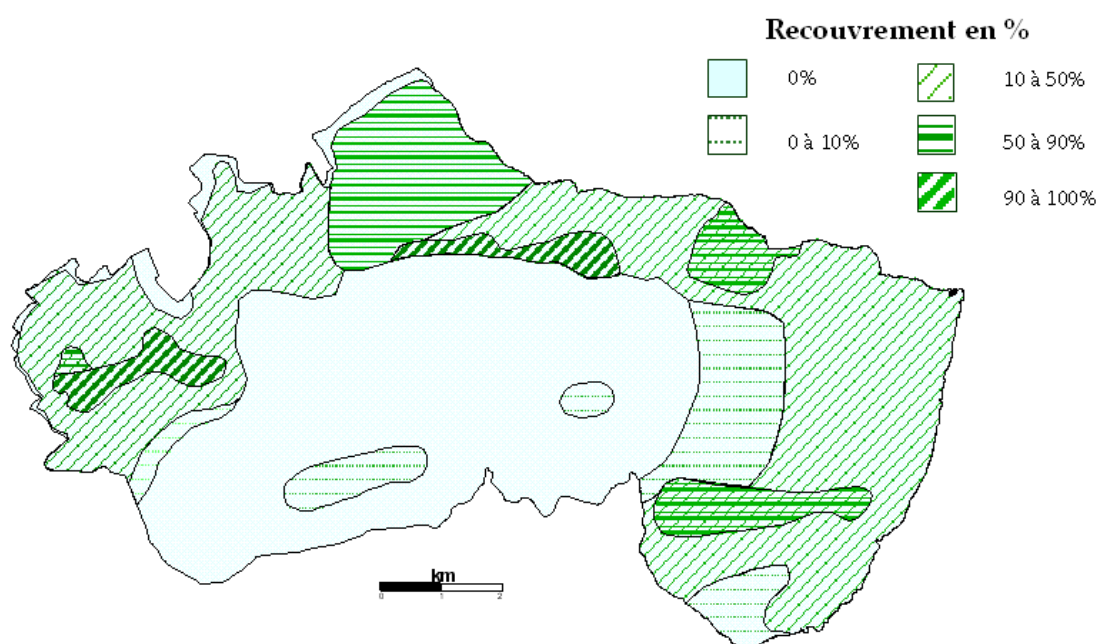 Recouvrement en %
0%
10 à 50%
0 à 10%
50 à 90%
90 à 100%
km
0 1 2